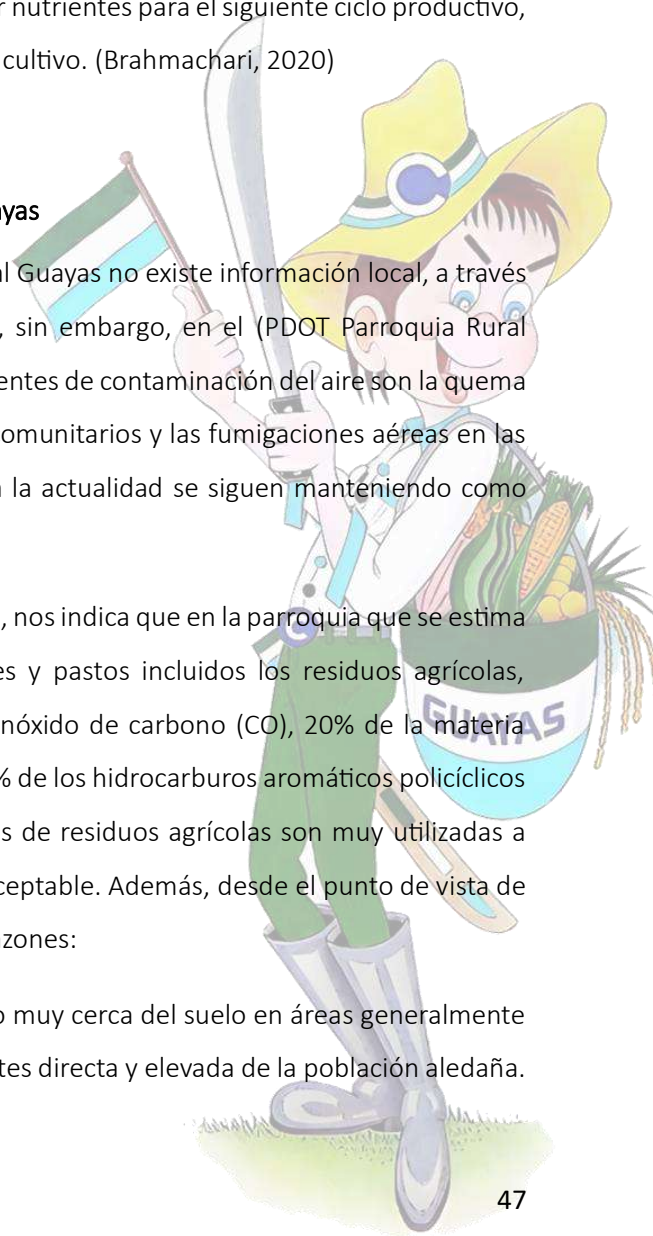 r nutrientes para el siguiente ciclo productivo,
cultivo. (Brahmachari, 2020)
yas
al Guayas no existe información local, a través
, sin embargo, en el (PDOT Parroquia Rural
entes de contaminación del aire son la quema
omunitarios y las fumigaciones aéreas en las
la actualidad se siguen manteniendo como
, nos indica que en la parroquia que se estima
es y pastos incluidos los residuos agrícolas,
nóxido de carbono (CO), 20% de la materia
% de los hidrocarburos aromáticos policíclicos
s de residuos agrícolas son muy utilizadas a
ceptable. Además, desde el punto de vista de
zones:
o muy cerca del suelo en áreas generalmente
tes directa y elevada de la población aledaña.
GUAYAS
47